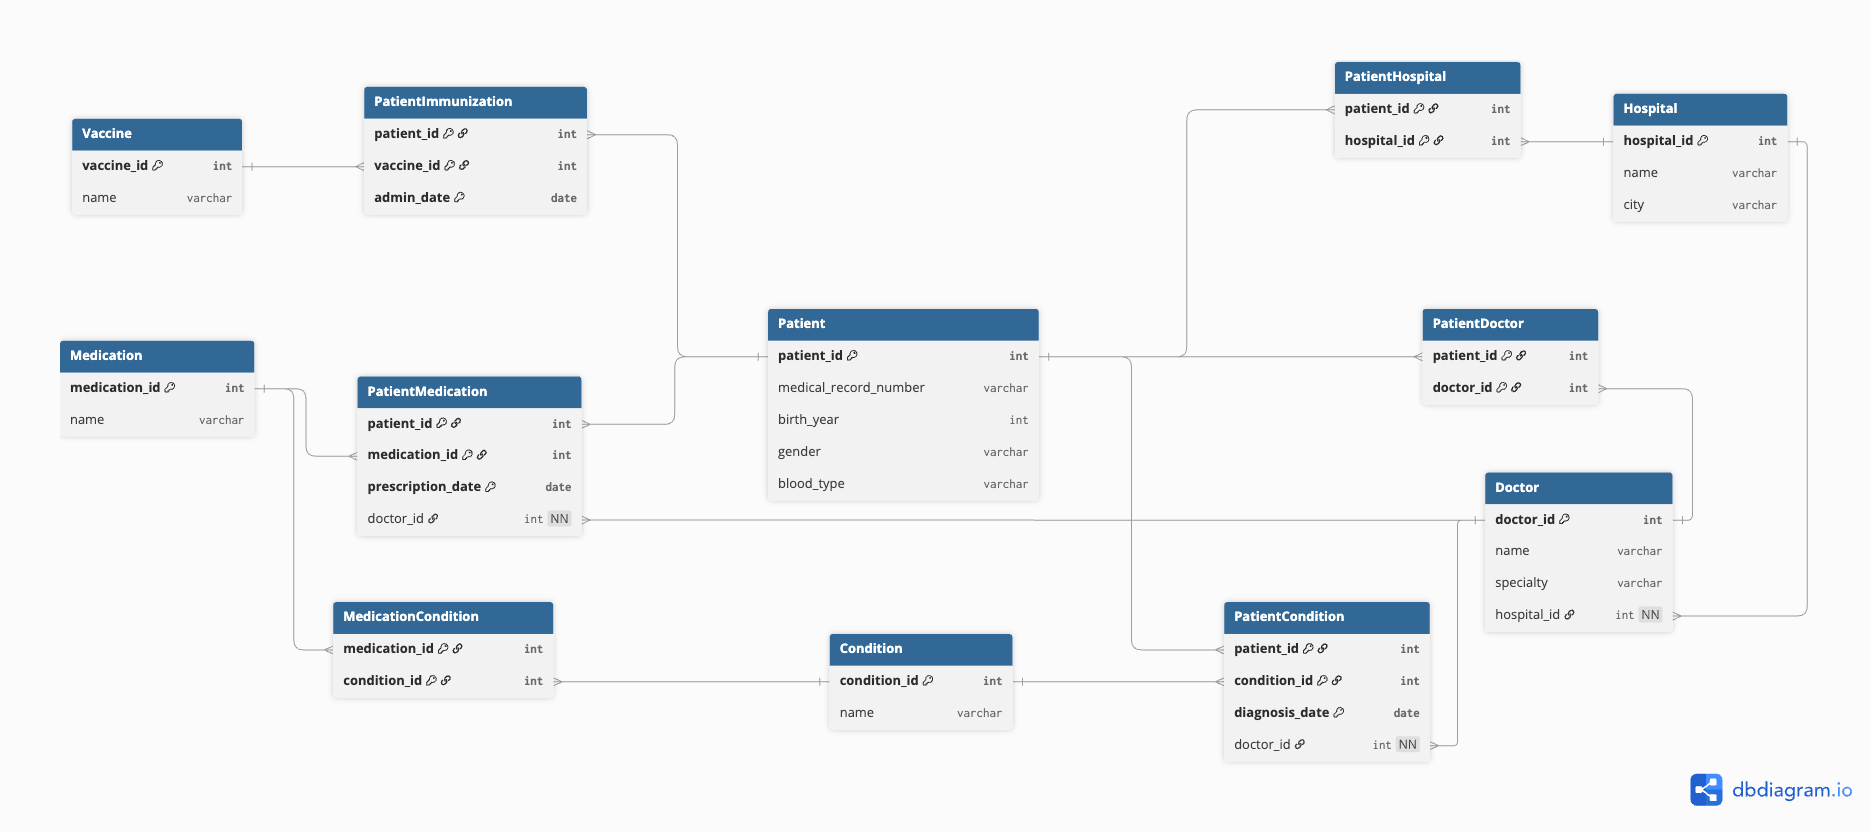 Vaccine
vaccine_id int
name varchar
PatientImmunization
patient_id int
vaccine_id int
admin_date date
PatientHospital
patient_id int
hospital_id int
Hospital
hospital_id int
name varchar
city varchar
Medication
medication_id int
name varchar
PatientMedication
patient_id int
medication_id int
prescription_date date
doctor_id int NN
Patient
patient_id int
medical_record_number varchar
birth_year int
gender varchar
blood_type varchar
PatientDoctor
patient_id int
doctor_id int
Doctor
doctor_id int
name varchar
specialty varchar
hospital_id int NN
MedicationCondition
medication_id int
condition_id int
Condition
condition_id int
name varchar
PatientCondition
patient_id int
condition_id int
diagnosis_date date
doctor_id int NN
dbdiagram.io